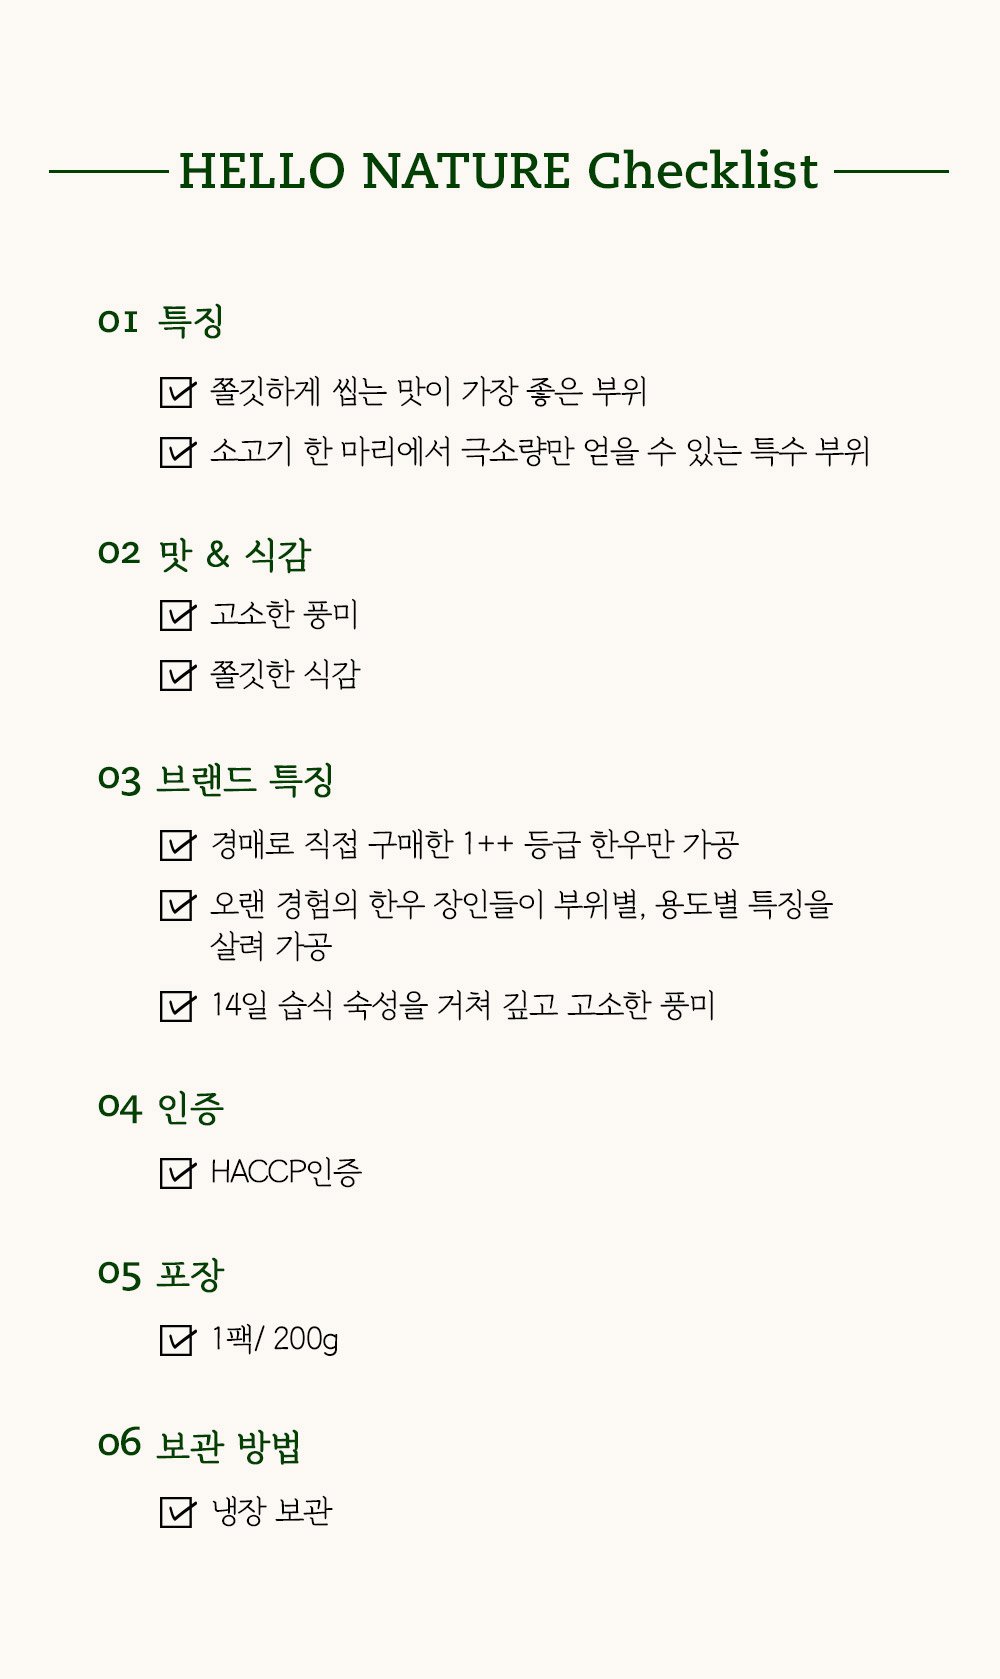 HELLO NATURE Checklist
01 특징
쫄깃하게 씹는 맛이 가장 좋은 부위
소고기 한 마리에서 극소량만 얻을 수 있는 특수 부위
02 맛 & 식감
고소한 풍미
쫄깃한 식감
03 브랜드 특징
경매로 직접 구매한 1++ 등급 한우만 가공
오랜 경험의 한우 장인들이 부위별, 용도별 특징을
살려 가공
14일 습식 숙성을 거쳐 깊고 고소한 풍미
04 인증
HACCP인증
05 포장
1팩/ 200g
06 보관 방법
냉장 보관